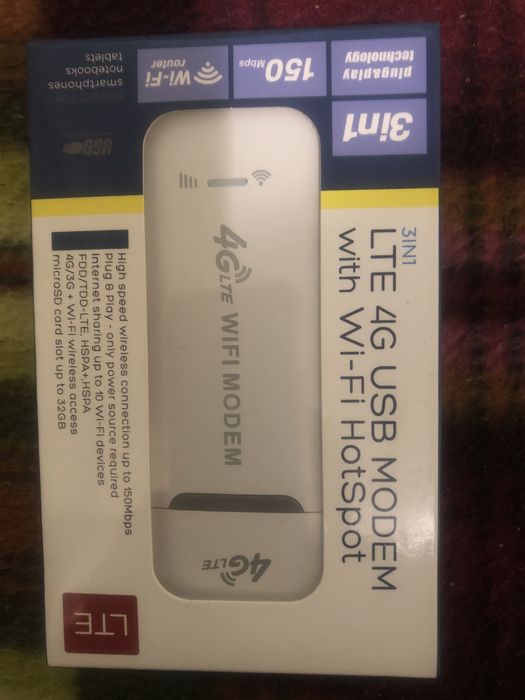 3in1
plug&play
technology
150 Mbps
Wi-Fi
router
smartphones
notebooks
tablets
3IN1
LTE 4G USB MODEM
with Wi-Fi HotSpot
4G LTE WIFI MODEM
4G LTE
High speed wireless connection up to 150Mbps
Plug & Play - only power source required
Internet sharing up to 10 Wi-Fi devices
FDD/TDD-LTE, HSPA+,HSPA
4G/3G + Wi-Fi wireless access
microSD card slot up to 32GB
LTE